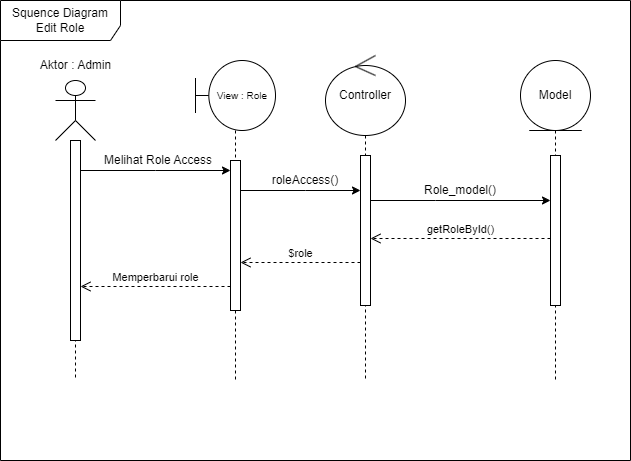 Squence Diagram
Edit Role
Aktor : Admin
View : Role
Controller
Model
Melihat Role Access
roleAccess()
Role_model()
getRoleById()
$role
Memperbarui role